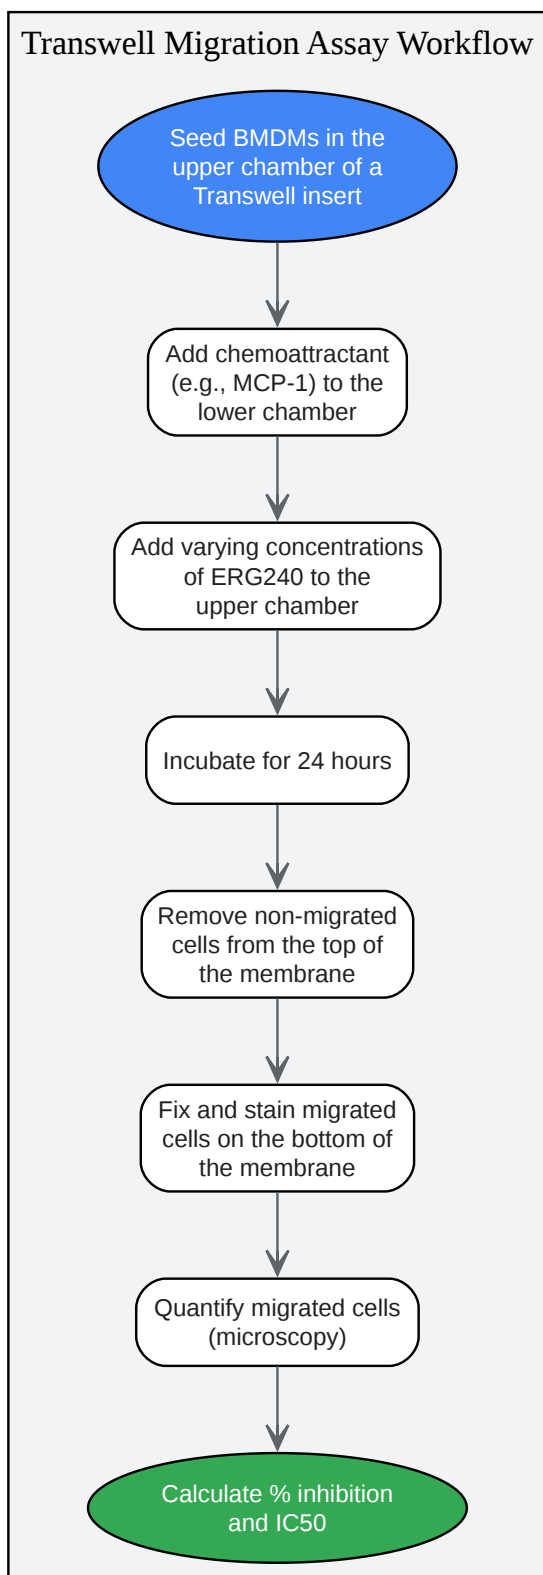 Transwell Migration Assay Workflow
Seed BMDMs in the
upper chamber of a
Transwell insert
Add chemoattractant
(e.g., MCP-1) to the
lower chamber
Add varying concentrations
of ERG240 to the
upper chamber
Incubate for 24 hours
Remove non-migrated
cells from the top of
the membrane
Fix and stain migrated
cells on the bottom of
the membrane
Quantify migrated cells
(microscopy)
Calculate % inhibition
and IC50